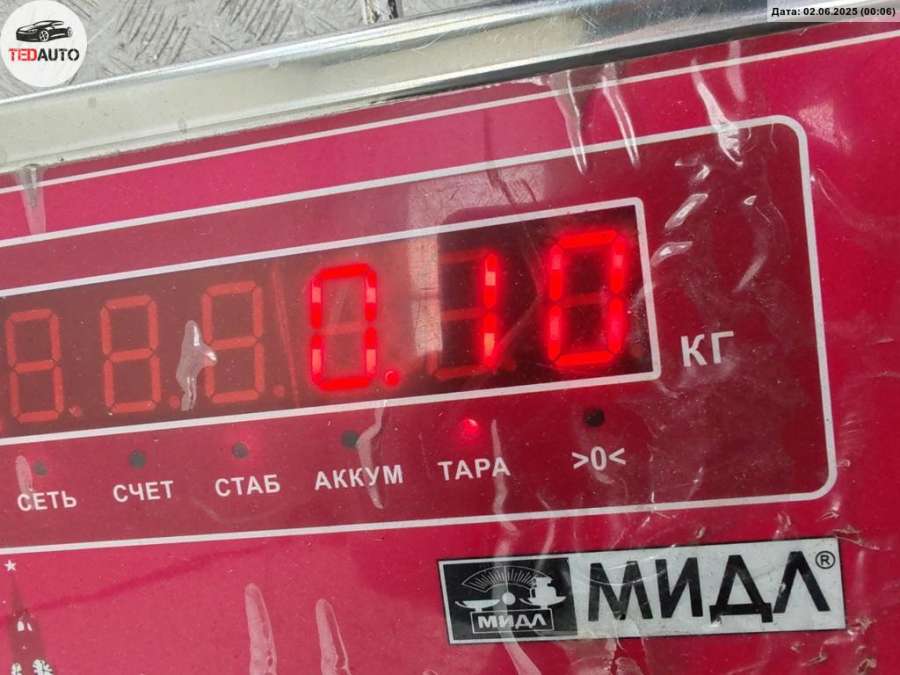 TEDAUTO
Дата: 02.06.2025 (00:06)
0.10
КГ
СЕТЬ СЧЕТ СТАБ АККУМ ТАРА >0<
МИДЛ
МИДЛ®